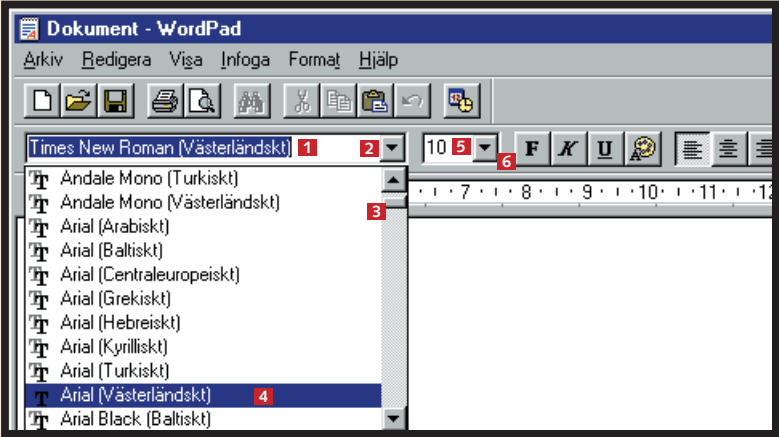 Dokument - WordPad
Arkiv Redigera Visa Infoga Format Hjälp
Times New Roman (Västerländskt) 1 2 10 5 6 F K U
Andale Mono (Turkiskt)
Andale Mono (Västerländskt)
3
7 8 9 10 11 12
Arial (Arabiskt)
Arial (Baltiskt)
Arial (Centraleuropeiskt)
Arial (Grekiskt)
Arial (Hebreiskt)
Arial (Kyrilliskt)
Arial (Turkiskt)
Arial (Västerländskt) 4
Arial Black (Baltiskt)